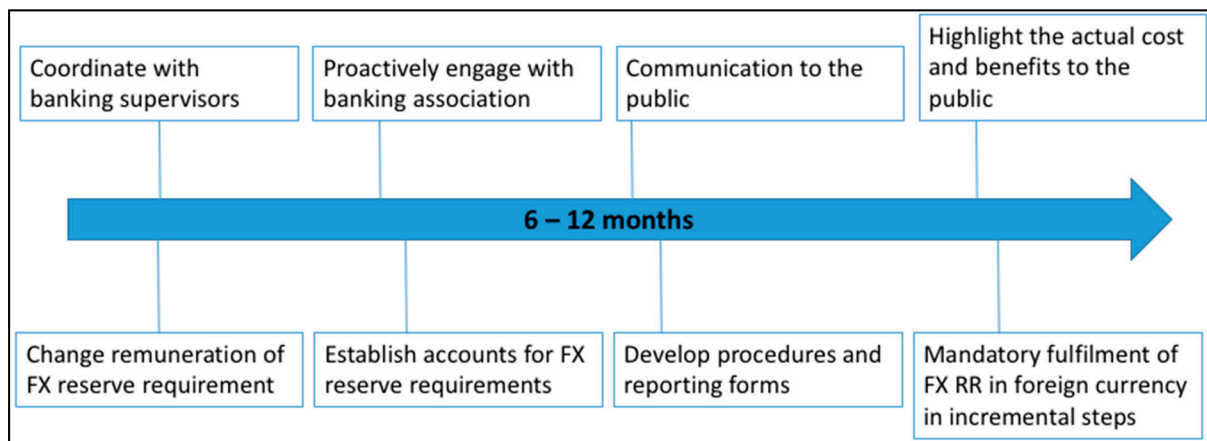 Coordinate with
banking supervisors
Proactively engage with
banking association
Communication to the
public
Highlight the actual cost
and benefits to the
public
6 – 12 months
Change remuneration of
FX reserve requirement
Establish accounts for FX
reserve requirements
Develop procedures and
reporting forms
Mandatory fulfilment of
FX RR in foreign currency
in incremental steps